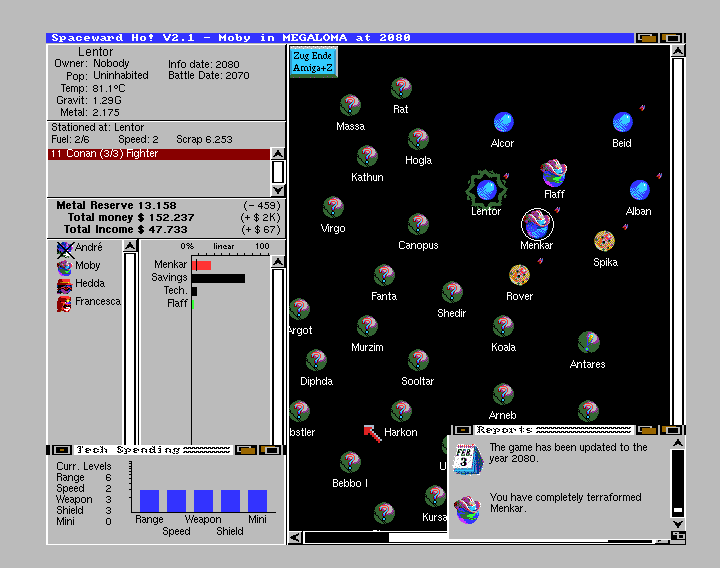 Spaceward Ho! V2.1 - Moby in MEGALOMA at 2080
Lentor
Owner: Nobody
Info date: 2080
Pop: Uninhabited
Battle Date: 2070
Temp: 81.1°C
Gravit: 1.29G
Metal: 2.175
Stationed at: Lentor
Fuel: 2/6 Speed: 2 Scrap 6.253
11 Conan (3/3) Fighter
Metal Reserve 13.158 (- 459)
Total money $ 152.237 (+ $ 2K)
Total Income $ 47.733 (+ $ 67)
André
Moby
Hedda
Francesca
0% linear 100
Menkar
Savings
Tech.
Flaff
Tech Spending
Curr. Levels
Range 6
Speed 2
Weapon 3
Shield 3
Mini 0
Range Weapon Mini
Speed Shield
Zug Ende
Amiga+Z
Rat
Massa
Alcor
Beid
Hogla
Kathun
Flaff
Lentor
Alban
Virgo
Canopus
Menkar
Spika
Fanta
Rover
Shedir
Argot
Murzim
Koala
Antares
Diphda
Sooltar
bstler
Harkon
Arneb
Bebbo I
U
Kursa
Reports
FEB.
3
The game has been updated to the
year 2080.
You have completely terraformed
Menkar.